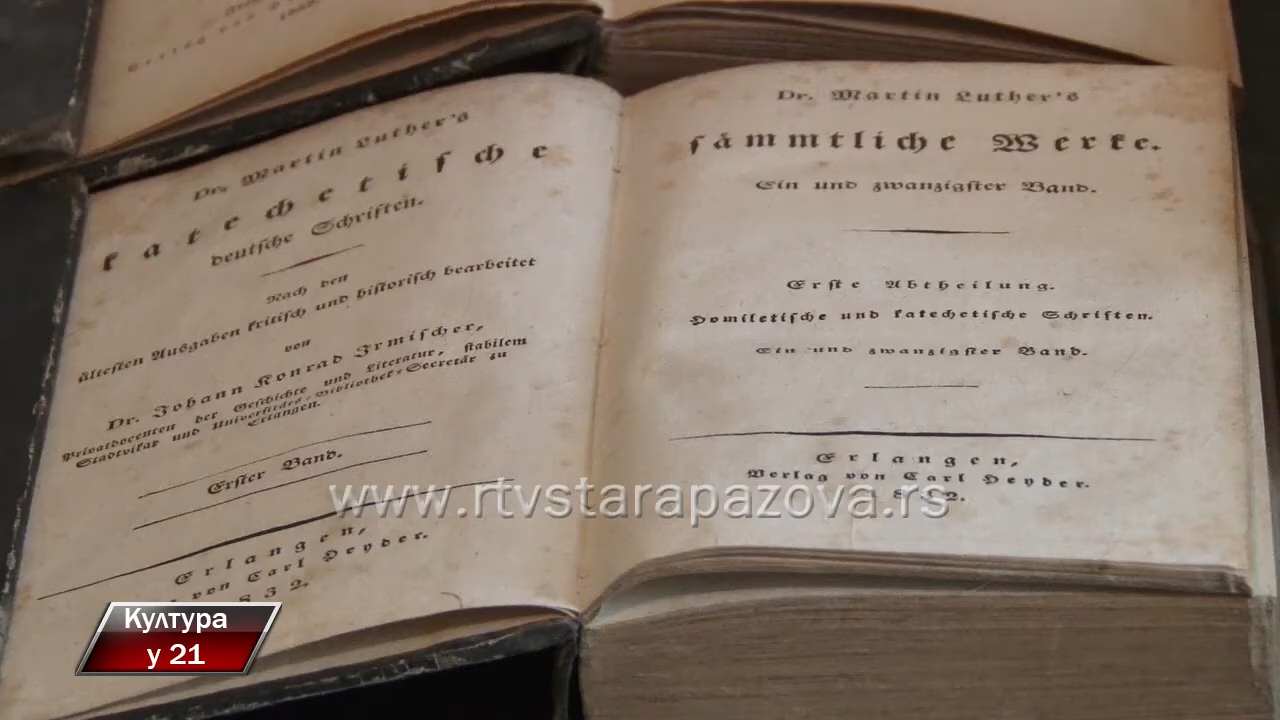 1832.
Dr. Martin Luther's
katechetische
deutsche Schriften.
Nach den
ältesten Ausgaben kritisch und historisch bearbeitet
von
Dr. Johann Konrad Irmischer,
Privatdocenten der Geschichte und Literatur, stabilem
Stadtvikar und Universitäts-Bibliothek-Secretär zu
Erlangen.
Erster Band.
Erlangen,
von Carl Heyder.
832.
Dr. Martin Luther's
sämmtliche Werke.
Ein und zwanzigster Band.
Erste Abtheilung.
Homiletische und katechetische Schriften.
Ein und zwanzigster Band.
Erlangen,
Verlag von Carl Heyder.
www.rtvstarapazova.rs
Култура
у 21